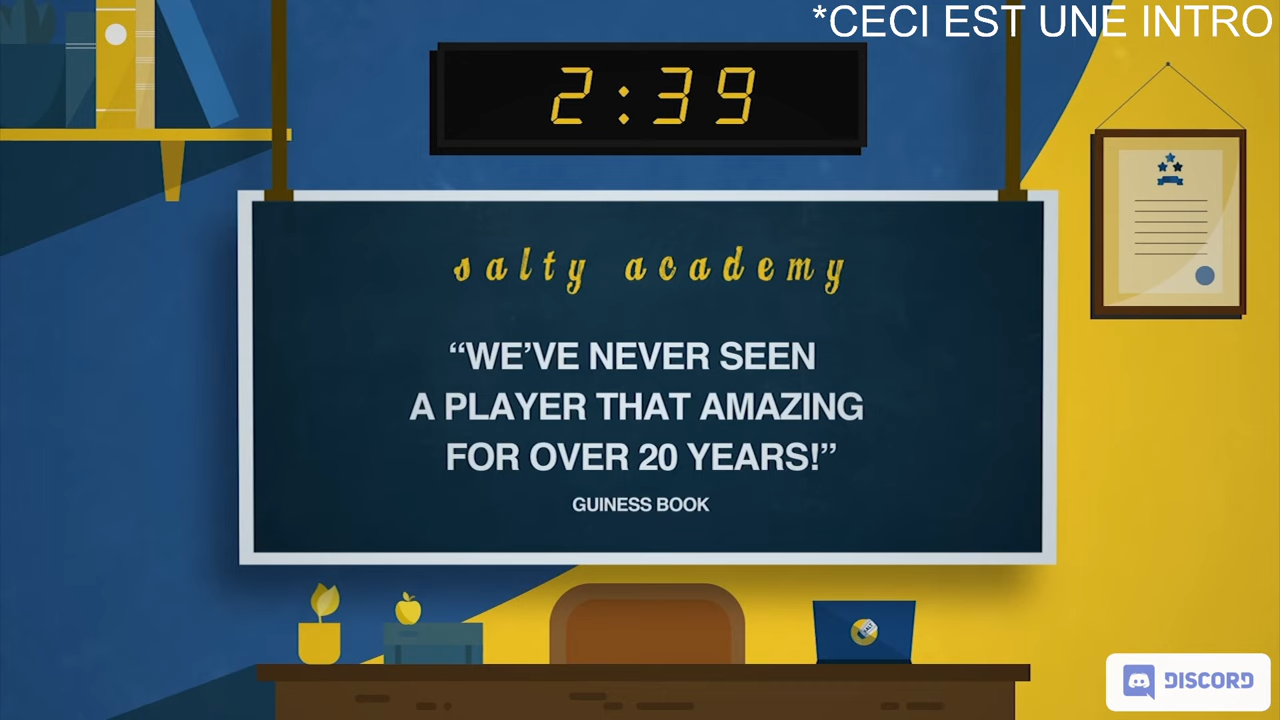 *CECI EST UNE INTRO
2:39
salty academy
“WE’VE NEVER SEEN
A PLAYER THAT AMAZING
FOR OVER 20 YEARS!”
GUINESS BOOK
DISCORD